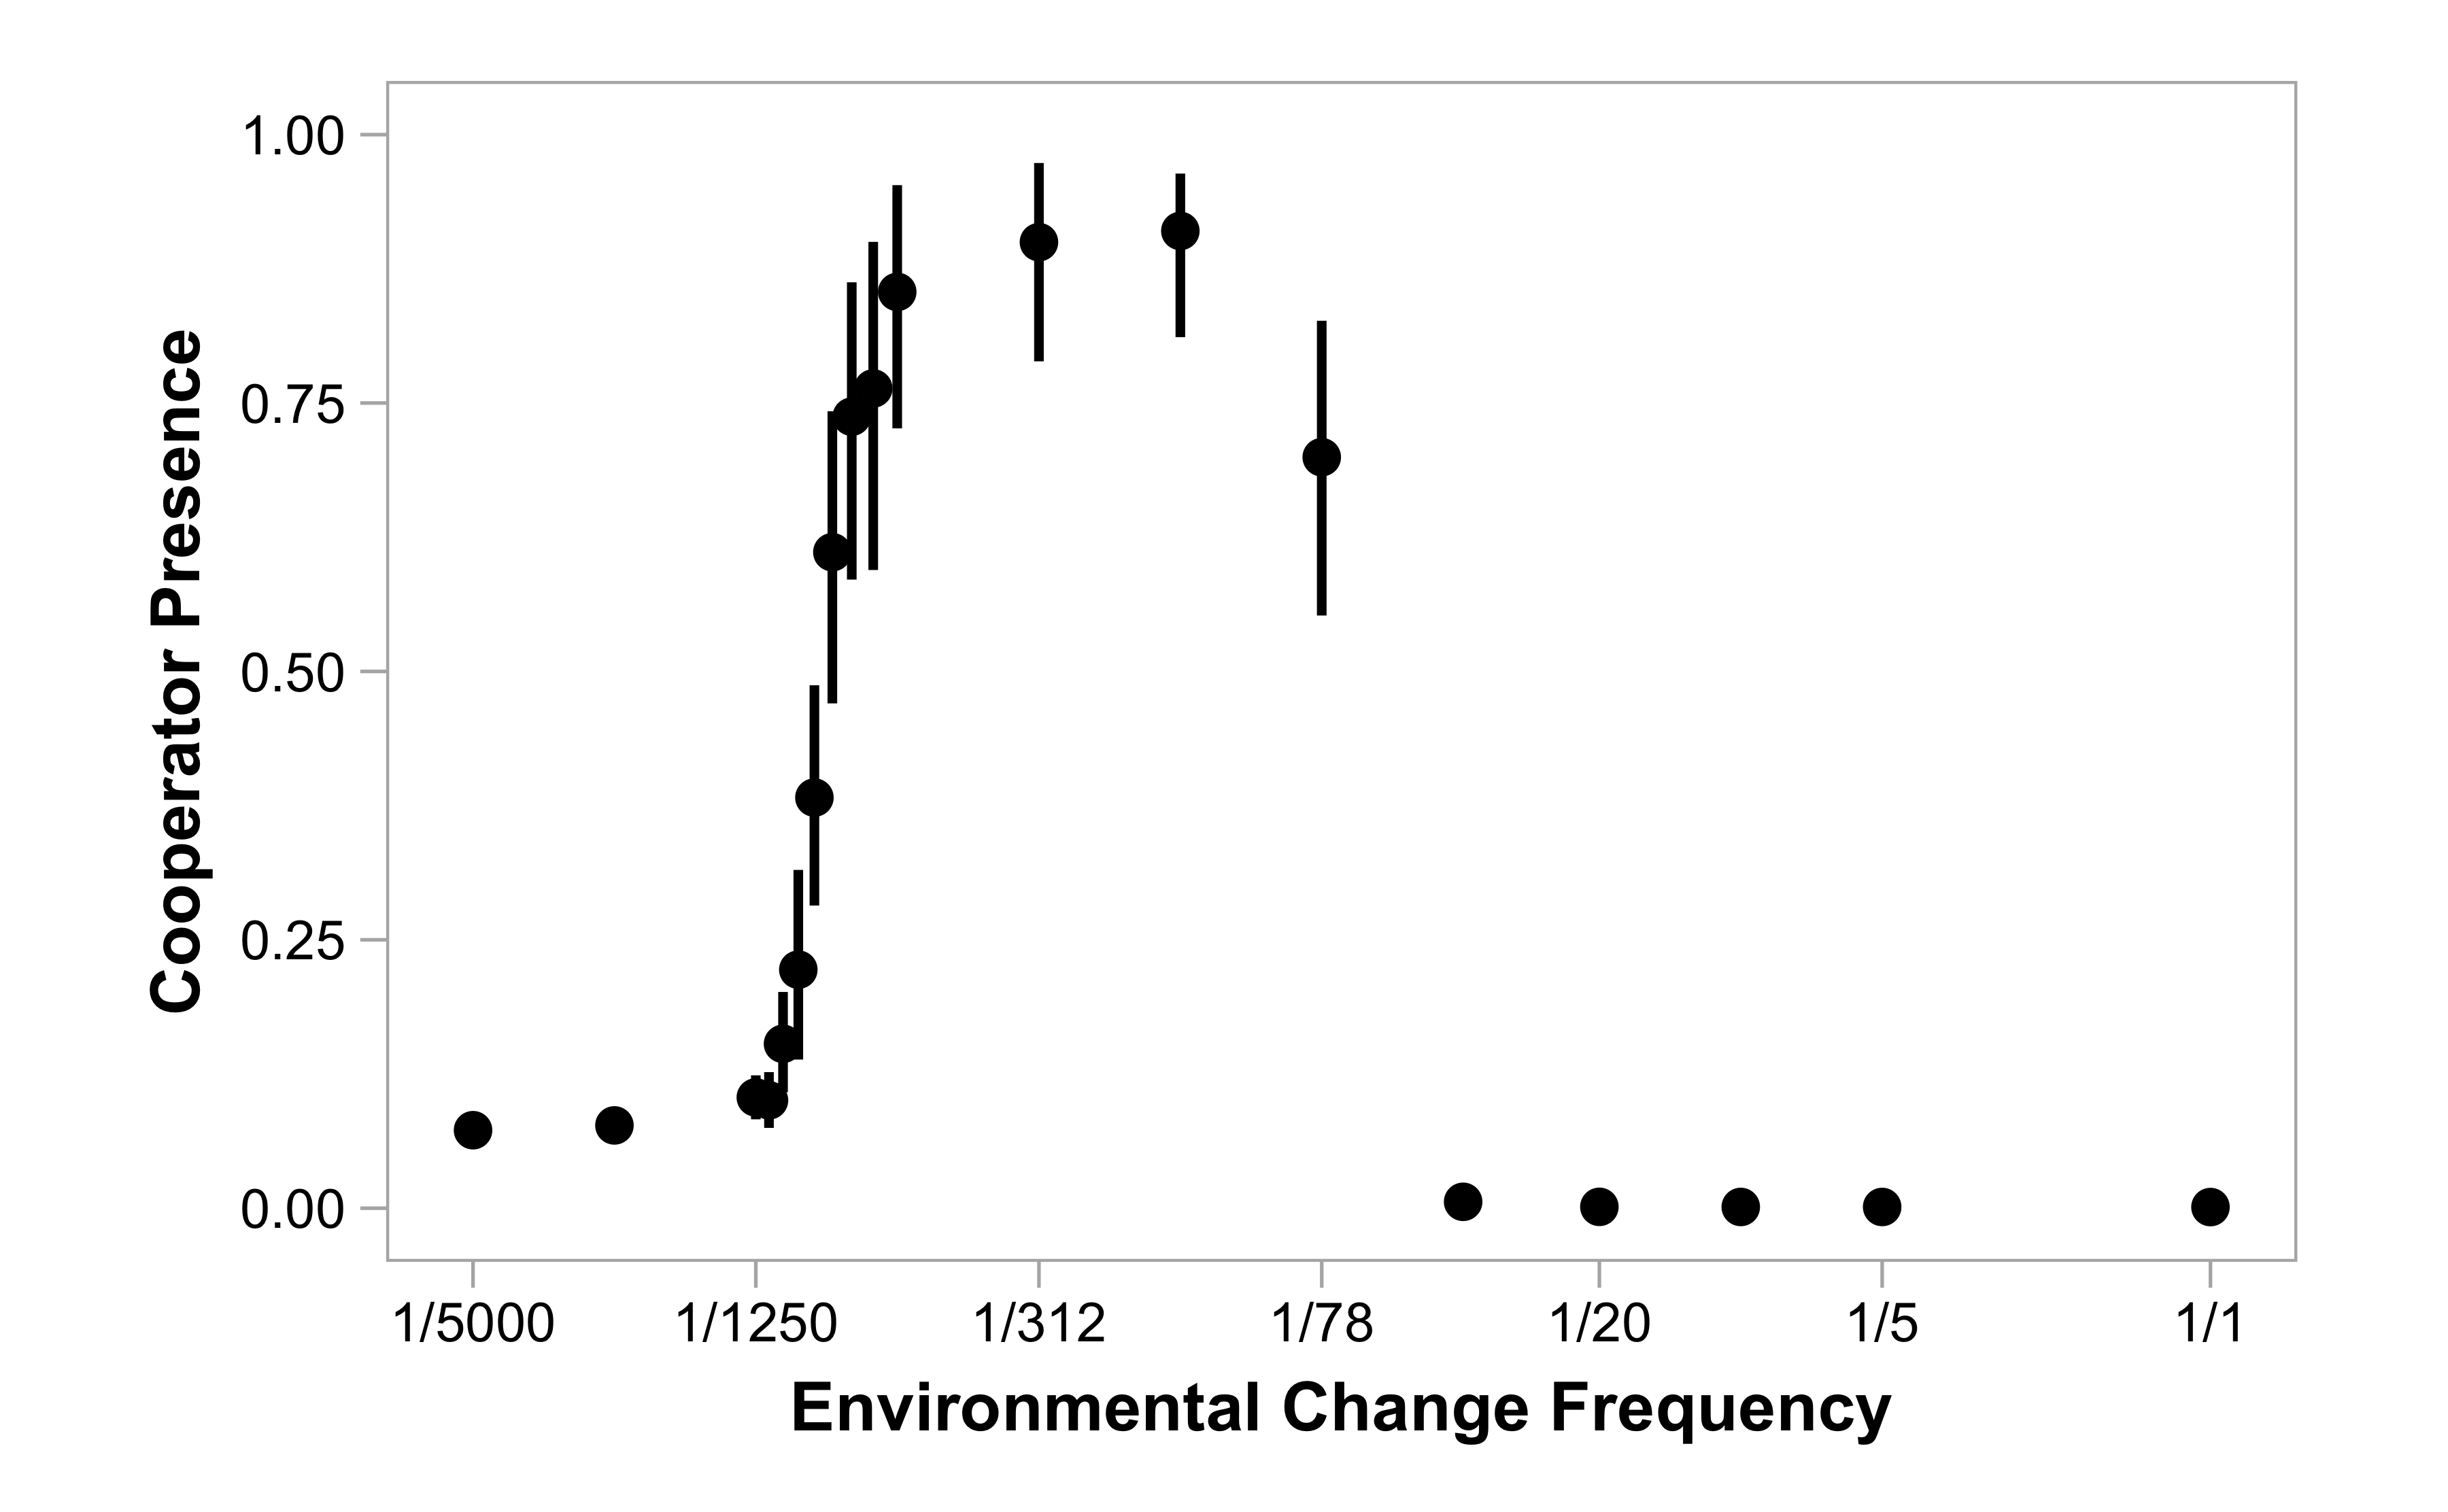 Cooperator Presence
1.00
0.75
0.50
0.25
0.00
1/5000 1/1250 1/312 1/78 1/20 1/5 1/1
Environmental Change Frequency